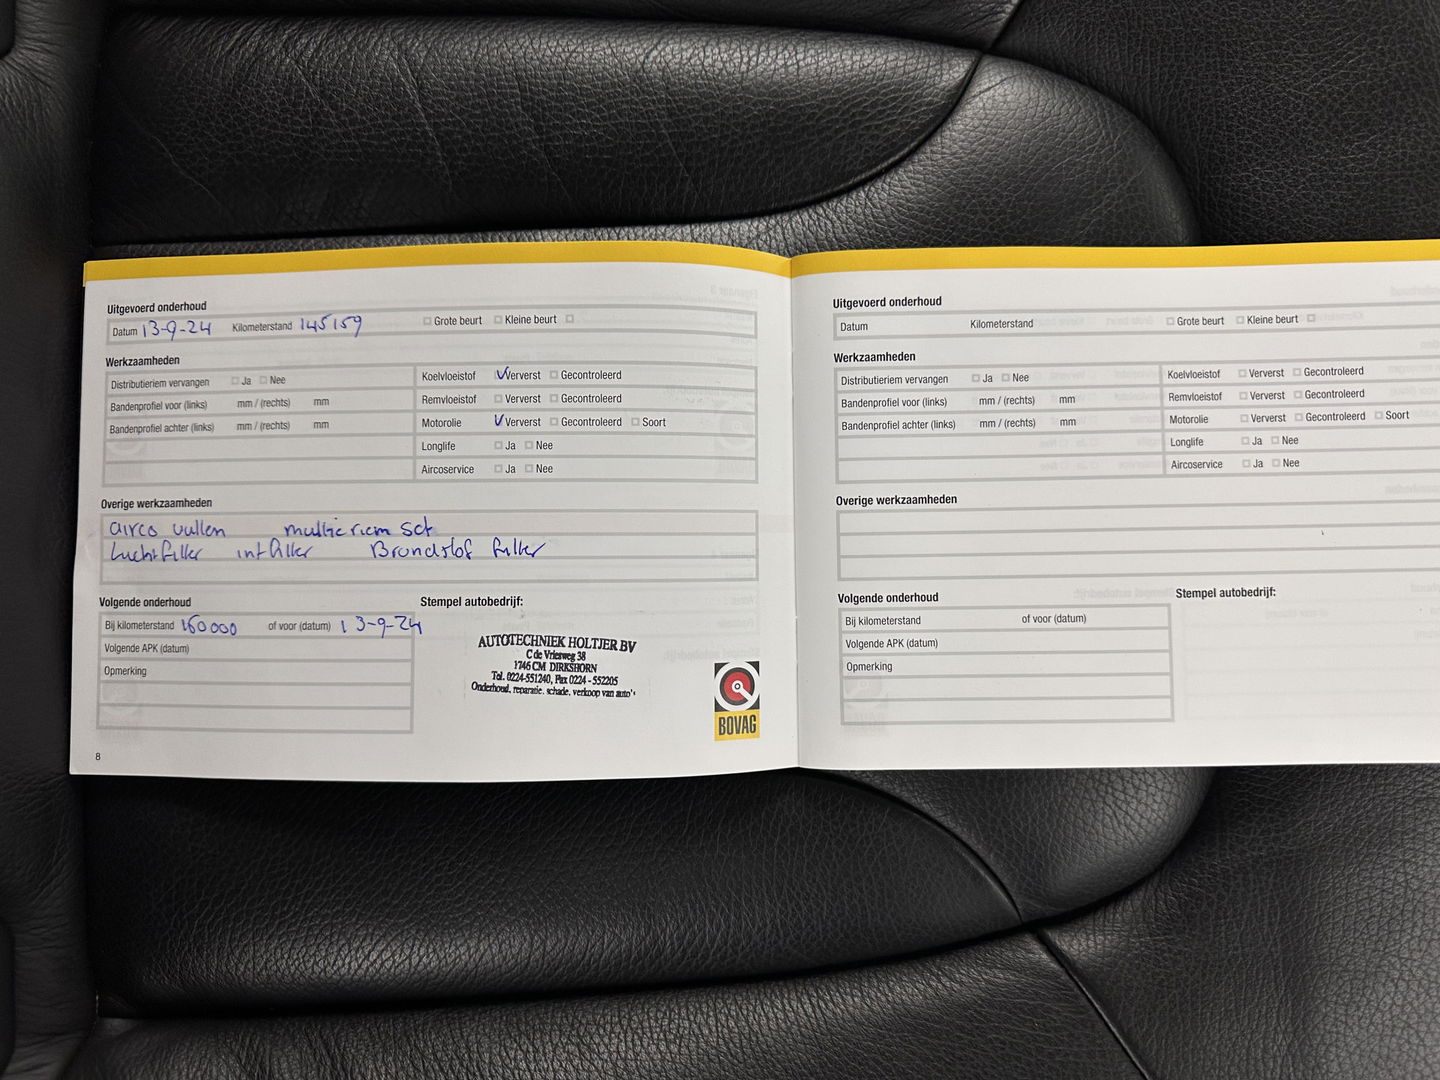 Uitgevoerd onderhoud
Datum 13-9-24 Kilometerstand 145159 Grote beurt Kleine beurt
Werkzaamheden
Distributieriem vervangen Ja Nee
Bandenprofiel voor (links) mm / (rechts) mm
Bandenprofiel achter (links) mm / (rechts) mm
Koelvloeistof Ververst Gecontroleerd
Remvloeistof Ververst Gecontroleerd
Motorolie Ververst Gecontroleerd Soort
Longlife Ja Nee
Aircoservice Ja Nee
Overige werkzaamheden
airco vullen multieriem set
Luchtfilter intfilter Brandstof filter
Volgende onderhoud
Bij kilometerstand 160000 of voor (datum) 13-9-24
Volgende APK (datum)
Opmerking
Stempel autobedrijf:
AUTOTECHNIEK HOLTJER BV
C de Vriesweg 38
1746 CM DIRKSHORN
Tel. 0224-551240, Fax 0224 - 552205
Onderhoud, reparatie, schade, verkoop van auto's
BOVAG
8
Uitgevoerd onderhoud
Datum Kilometerstand Grote beurt Kleine beurt
Werkzaamheden
Distributieriem vervangen Ja Nee
Bandenprofiel voor (links) mm / (rechts) mm
Bandenprofiel achter (links) mm / (rechts) mm
Koelvloeistof Ververst Gecontroleerd
Remvloeistof Ververst Gecontroleerd
Motorolie Ververst Gecontroleerd Soort
Longlife Ja Nee
Aircoservice Ja Nee
Overige werkzaamheden
Volgende onderhoud
Bij kilometerstand of voor (datum)
Volgende APK (datum)
Opmerking
Stempel autobedrijf: